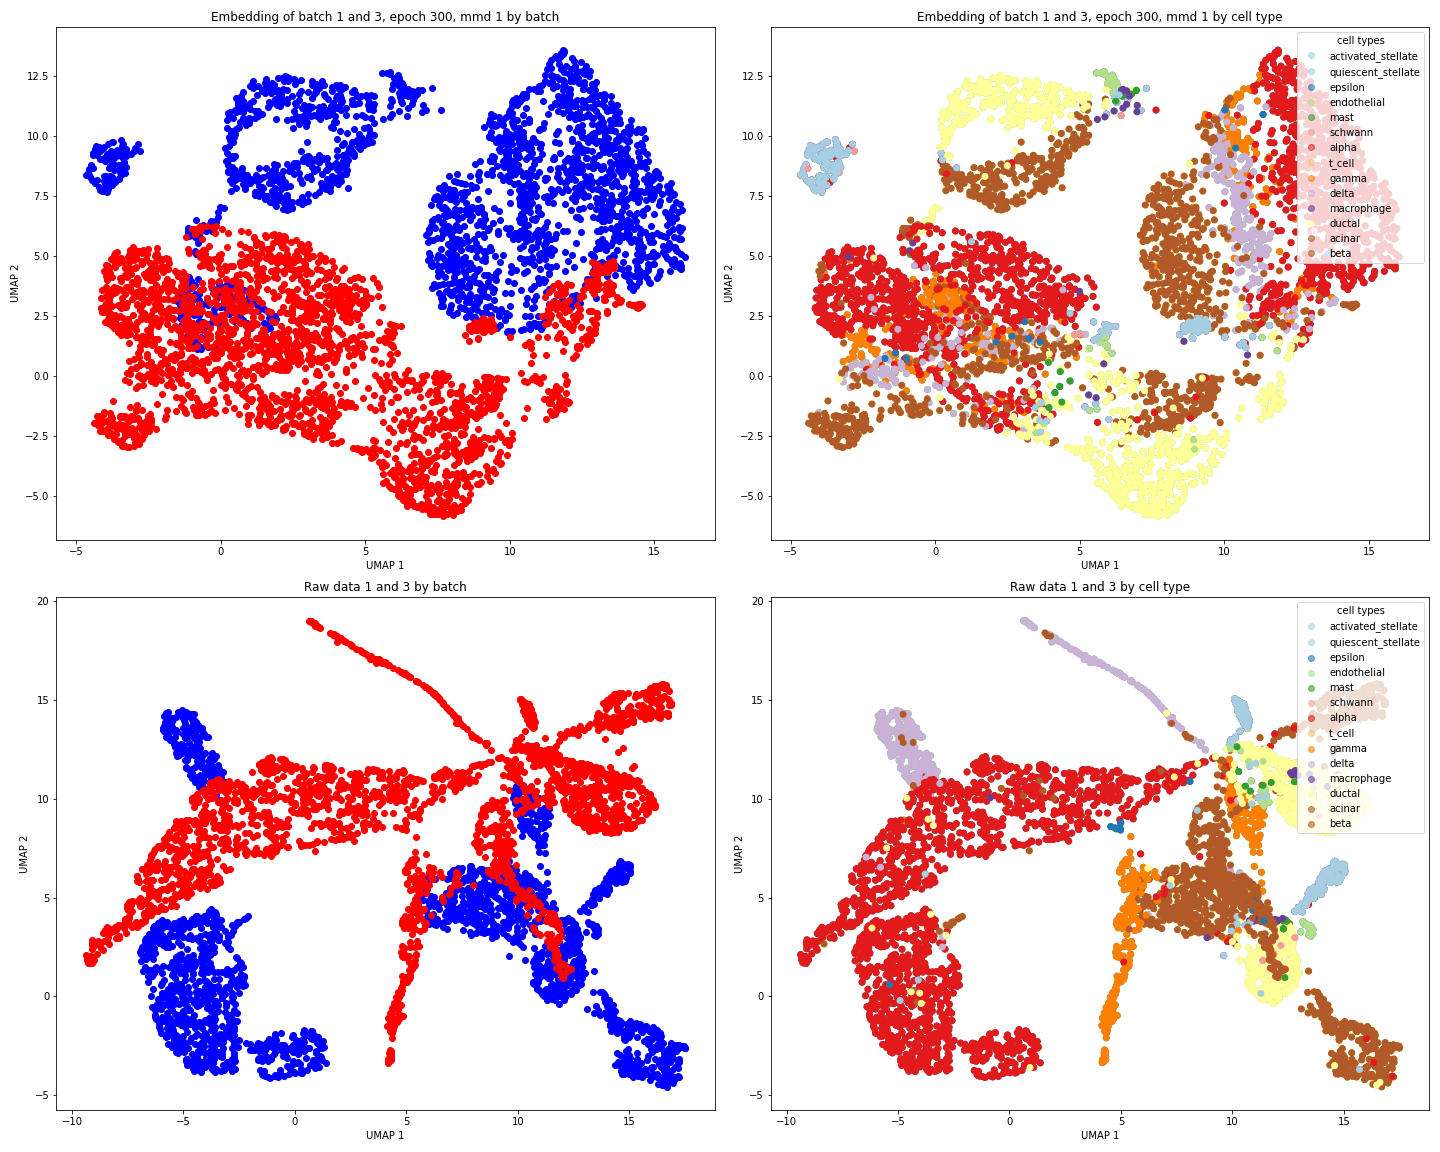 Embedding of batch 1 and 3, epoch 300, mmd 1 by batch
12.5
10.0
7.5
5.0
2.5
0.0
−2.5
−5.0
UMAP 2
−5
0
5
10
15
UMAP 1
Embedding of batch 1 and 3, epoch 300, mmd 1 by cell type
12.5
10.0
7.5
5.0
2.5
0.0
−2.5
−5.0
UMAP 2
−5
0
5
10
15
UMAP 1
cell types
activated_stellate
quiescent_stellate
epsilon
endothelial
mast
schwann
alpha
t_cell
gamma
delta
macrophage
ductal
acinar
beta
Raw data 1 and 3 by batch
20
15
10
5
0
−5
UMAP 2
−10
−5
0
5
10
15
UMAP 1
Raw data 1 and 3 by cell type
20
15
10
5
0
−5
UMAP 2
−10
−5
0
5
10
15
UMAP 1
cell types
activated_stellate
quiescent_stellate
epsilon
endothelial
mast
schwann
alpha
t_cell
gamma
delta
macrophage
ductal
acinar
beta